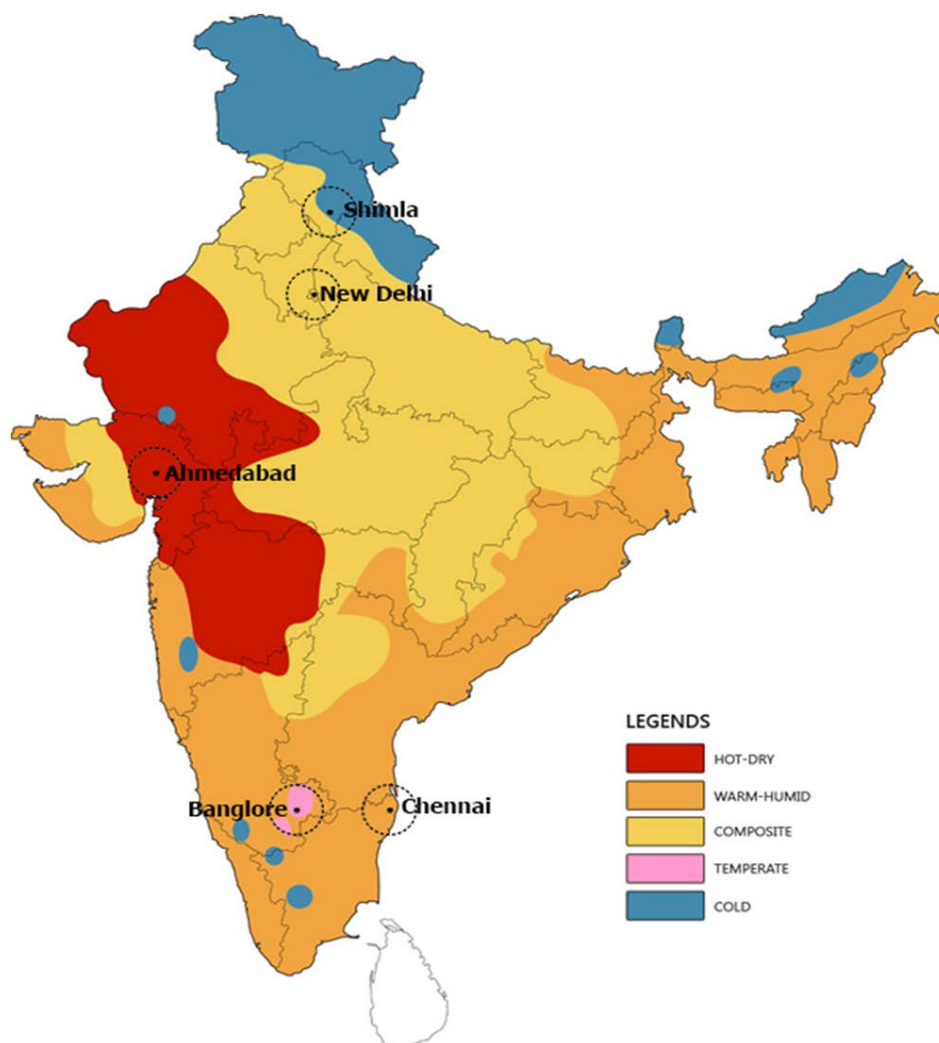 Shimla
New Delhi
Ahmedabad
Banglore
Chennai
LEGENDS
HOT-DRY
WARM-HUMID
COMPOSITE
TEMPERATE
COLD